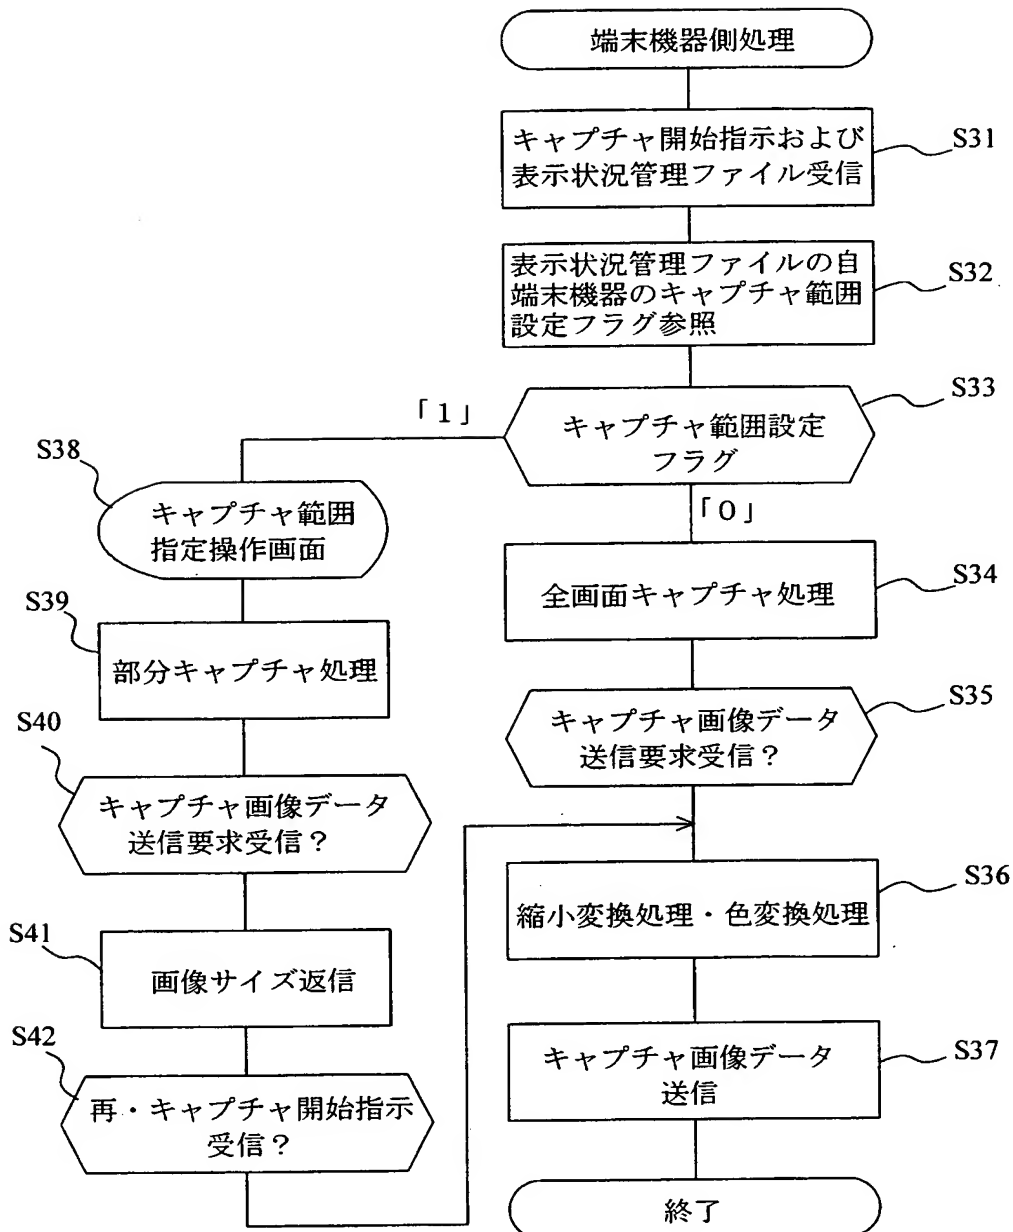 端末機器側処理
キャプチャ開始指示および
表示状況管理ファイル受信
S31
表示状況管理ファイルの自
端末機器のキャプチャ範囲
設定フラグ参照
S32
キャプチャ範囲設定
フラグ
S33
「1」
「0」
S38
キャプチャ範囲
指定操作画面
全画面キャプチャ処理
S34
S39
部分キャプチャ処理
キャプチャ画像データ
送信要求受信?
S35
S40
キャプチャ画像データ
送信要求受信?
縮小変換処理・色変換処理
S36
S41
画像サイズ返信
キャプチャ画像データ
送信
S37
S42
再・キャプチャ開始指示
受信?
終了